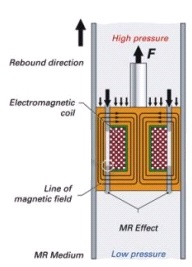 High pressure
F
Rebound direction
Electromagnetic
coil
Line of
magnetic field
MR Effect
MR Medium
Low pressure